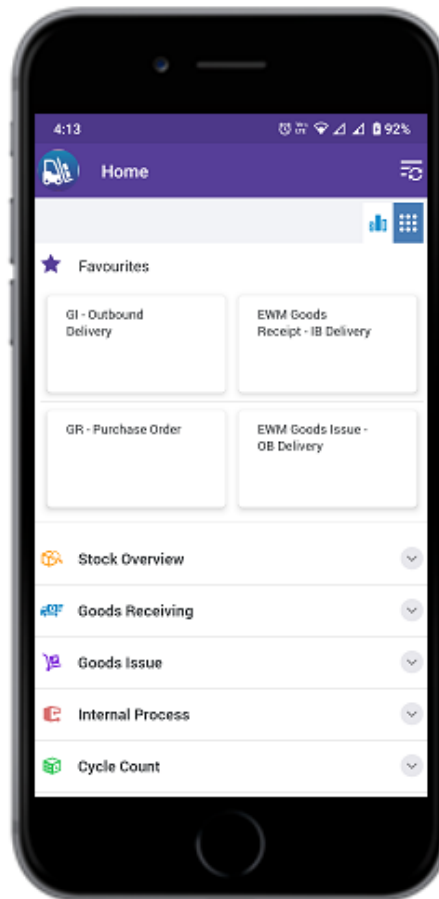 4:13
92%
Home
Favourites
GI - Outbound
Delivery
EWM Goods
Receipt - IB Delivery
GR - Purchase Order
EWM Goods Issue -
OB Delivery
Stock Overview
Goods Receiving
Goods Issue
Internal Process
Cycle Count